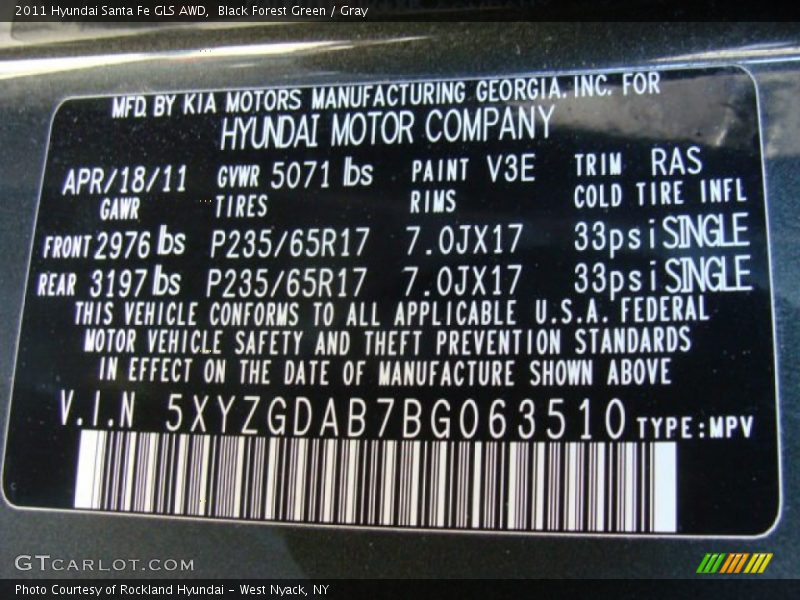 2011 Hyundai Santa Fe GLS AWD, Black Forest Green / Gray
MFD. BY KIA MOTORS MANUFACTURING GEORGIA, INC. FOR
HYUNDAI MOTOR COMPANY
APR/18/11 GVWR 5071 lbs PAINT V3E TRIM RAS
GAWR TIRES RIMS COLD TIRE INFL
FRONT 2976 lbs P235/65R17 7.0JX17 33psi SINGLE
REAR 3197 lbs P235/65R17 7.0JX17 33psi SINGLE
THIS VEHICLE CONFORMS TO ALL APPLICABLE U.S.A. FEDERAL
MOTOR VEHICLE SAFETY AND THEFT PREVENTION STANDARDS
IN EFFECT ON THE DATE OF MANUFACTURE SHOWN ABOVE
V.I.N 5XYZGDAB7BG063510 TYPE:MPV
GTCARLOT.COM
Photo Courtesy of Rockland Hyundai - West Nyack, NY